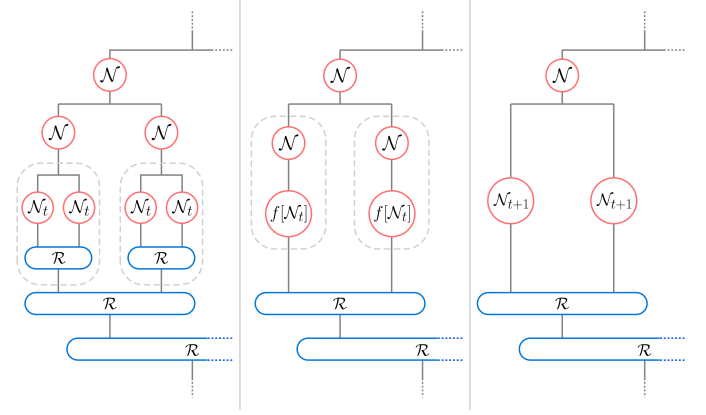 𝒩 𝒩 𝒩
𝒩 𝒩 𝒩 𝒩
𝒩ₜ 𝒩ₜ 𝒩ₜ 𝒩ₜ f[𝒩ₜ] f[𝒩ₜ] 𝒩ₜ₊₁ 𝒩ₜ₊₁
ℛ ℛ
ℛ ℛ ℛ
ℛ ℛ ℛ